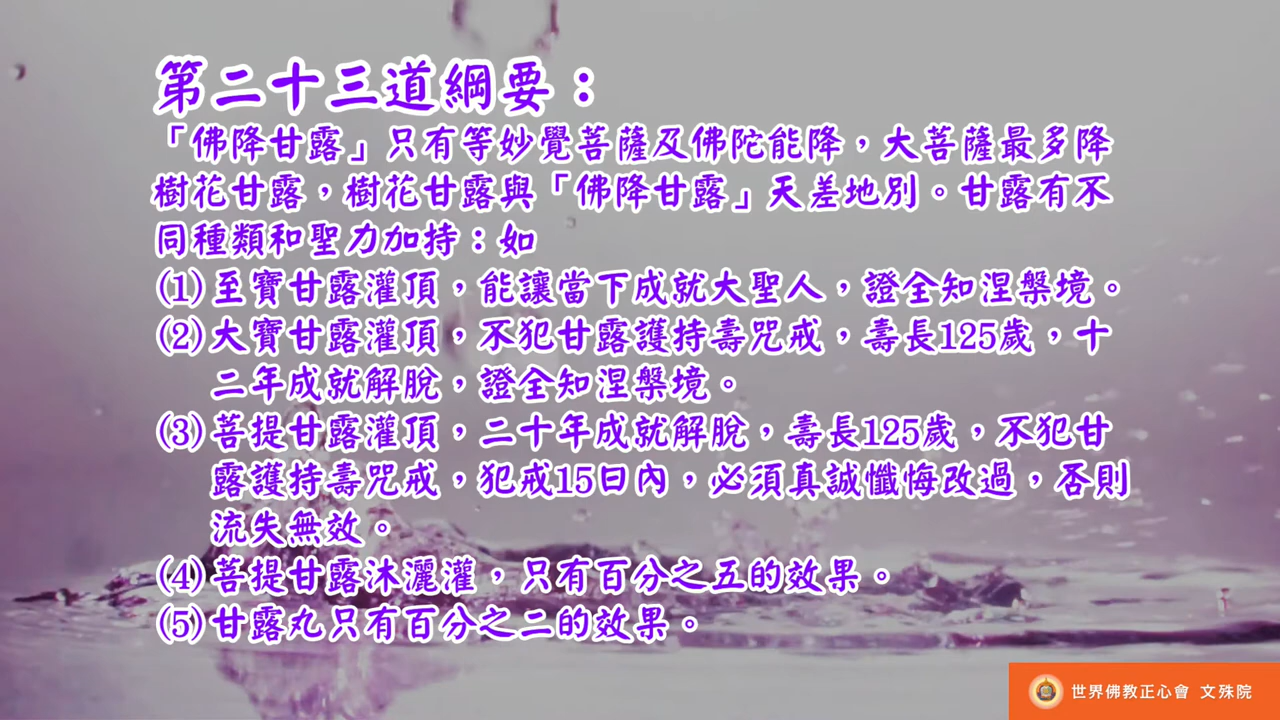 第二十三道綱要：
「佛降甘露」只有等妙覺菩薩及佛陀能降，大菩薩最多降
樹花甘露，樹花甘露與「佛降甘露」天差地別。甘露有不
同種類和聖力加持：如
(1)至寶甘露灌頂，能讓當下成就大聖人，證全知涅槃境。
(2)大寶甘露灌頂，不犯甘露護持壽咒戒，壽長125歲，十
二年成就解脫，證全知涅槃境。
(3)菩提甘露灌頂，二十年成就解脫，壽長125歲，不犯甘
露護持壽咒戒，犯戒15日內，必須真誠懺悔改過，否則
流失無效。
(4)菩提甘露沐灑灌，只有百分之五的效果。
(5)甘露丸只有百分之二的效果。
世界佛教正心會 文殊院